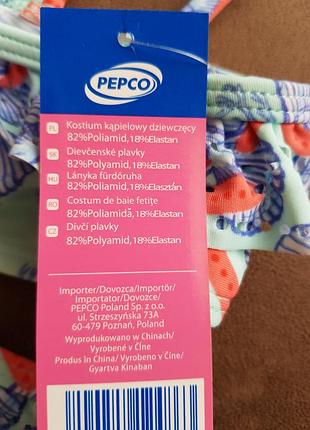 PEPCO
PL Kostium kąpielowy dziewczęcy
82%Poliamid,18%Elastan
SK Dievčenské plavky
82%Polyamid,18%Elastan
HU Lányka fürdőruha
82%Poliamid,18%Elasztán
RO Costum de baie fetițe
82%Poliamidă,18%Elastan
CZ Dívčí plavky
82%Polyamid,18%Elastan
Importer/Dovozca/Importőr/
Importator/Dovozce/
PEPCO Poland Sp. z o.o.
ul. Strzeszyńska 73A
60-479 Poznań, Poland
Wyprodukowano w Chinach/
Vyrobené v Číne
Produs In China/ Vyrobeno v Číne/
Gyartva Kinaban